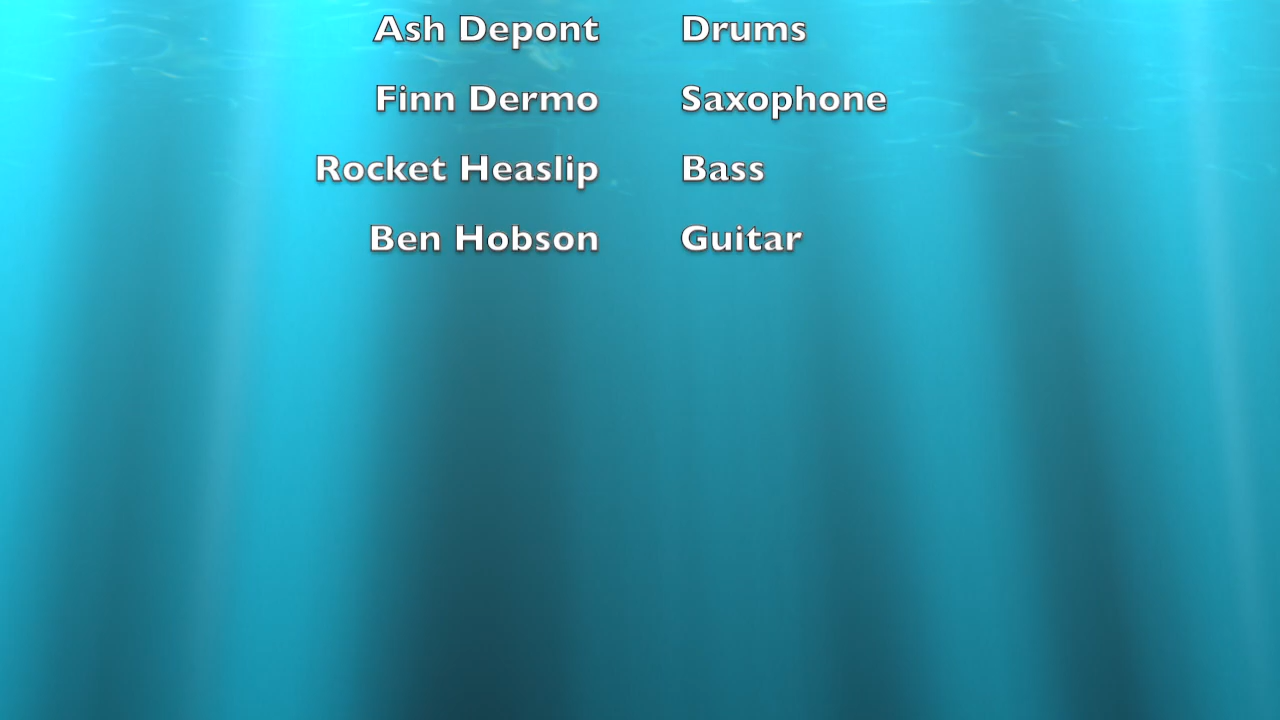 Ash Depont Drums
Finn Dermo Saxophone
Rocket Heaslip Bass
Ben Hobson Guitar